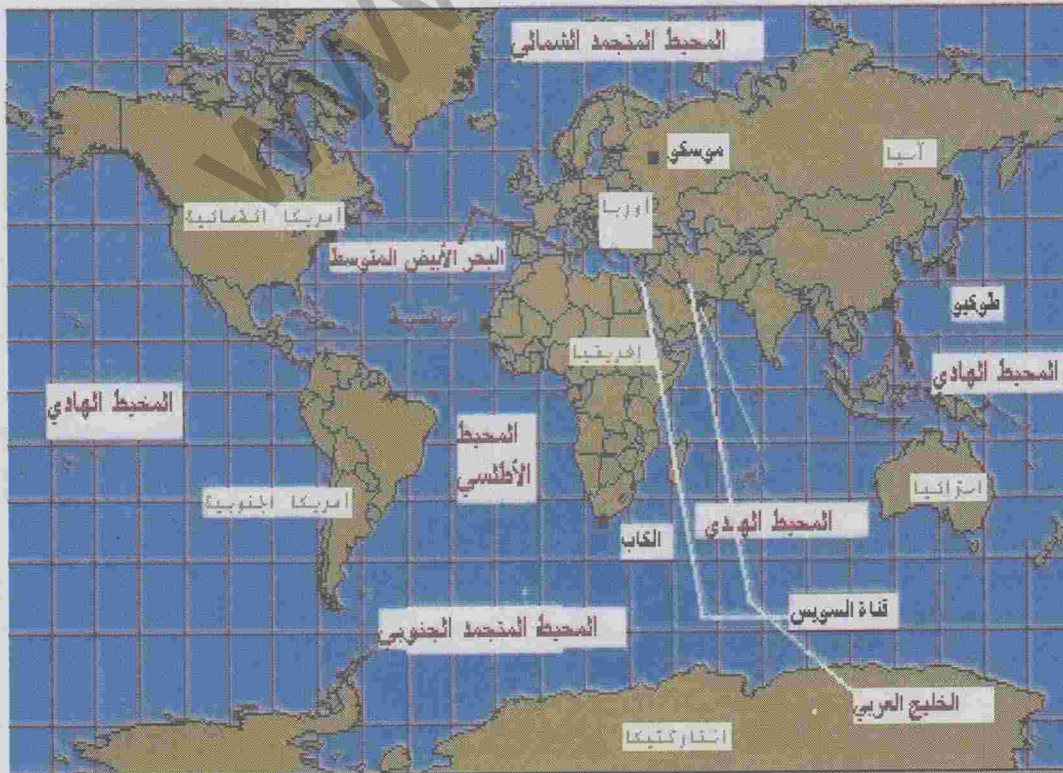 المحيط المتجمد الشمالي
موسكو
آسيا
أوربا
أمريكا الشمالية
البحر الأبيض المتوسط
طوكيو
إفريقيا
المحيط الهادي
المحيط الهادي
المحيط
الأطلسي
استراليا
أمريكا الجنوبية
المحيط الهندي
الكاب
قناة السويس
المحيط المتجمد الجنوبي
الخليج العربي
انتاركتيكا